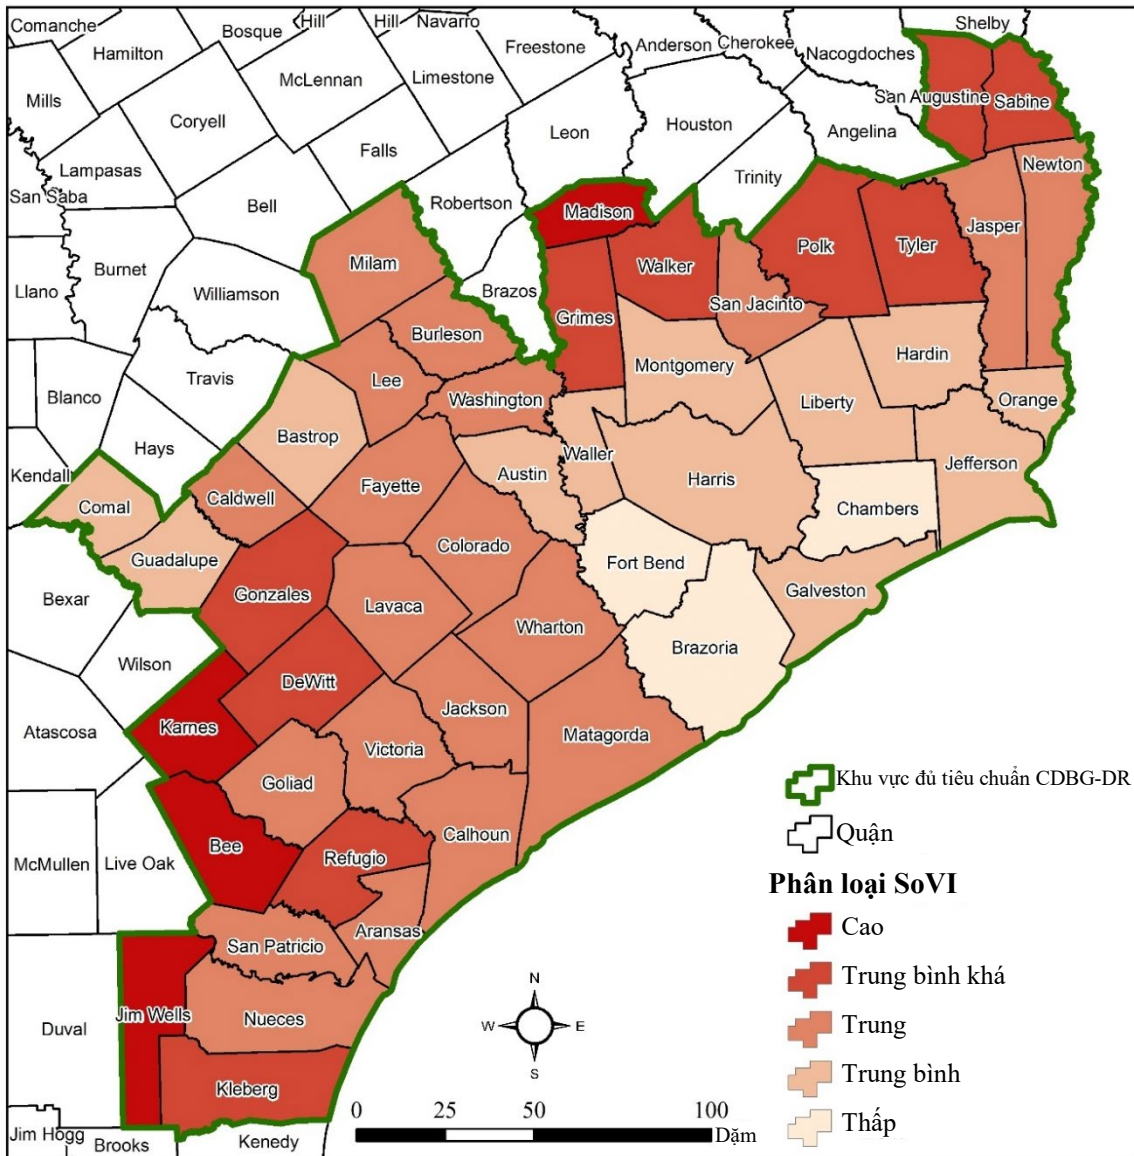 Shelby
Comanche
Hill
Hill
Navarro
Bosque
Hamilton
Freestone
Anderson
Cherokee
Nacogdoches
McLennan
Limestone
Mills
San Augustine
Sabine
Coryell
Leon
Houston
Angelina
Falls
Lampasas
Newton
Trinity
San Saba
Bell
Robertson
Madison
Jasper
Polk
Tyler
Milam
Walker
Burnet
Llano
Williamson
Brazos
San Jacinto
Grimes
Burleson
Hardin
Montgomery
Travis
Lee
Blanco
Washington
Liberty
Orange
Bastrop
Hays
Waller
Jefferson
Kendall
Austin
Harris
Fayette
Caldwell
Comal
Chambers
Colorado
Guadalupe
Fort Bend
Galveston
Gonzales
Bexar
Lavaca
Wharton
Brazoria
Wilson
DeWitt
Jackson
Karnes
Atascosa
Matagorda
Victoria
Goliad
Calhoun
Bee
Refugio
McMullen
Live Oak
Aransas
San Patricio
Jim Wells
Nueces
Duval
Kleberg
Jim Hogg
Brooks
Kenedy
N
W
E
S
0
25
50
100
Dặm
Khu vực đủ tiêu chuẩn CDBG-DR
Quận
Phân loại SoVI
Cao
Trung bình khá
Trung
Trung bình
Thấp